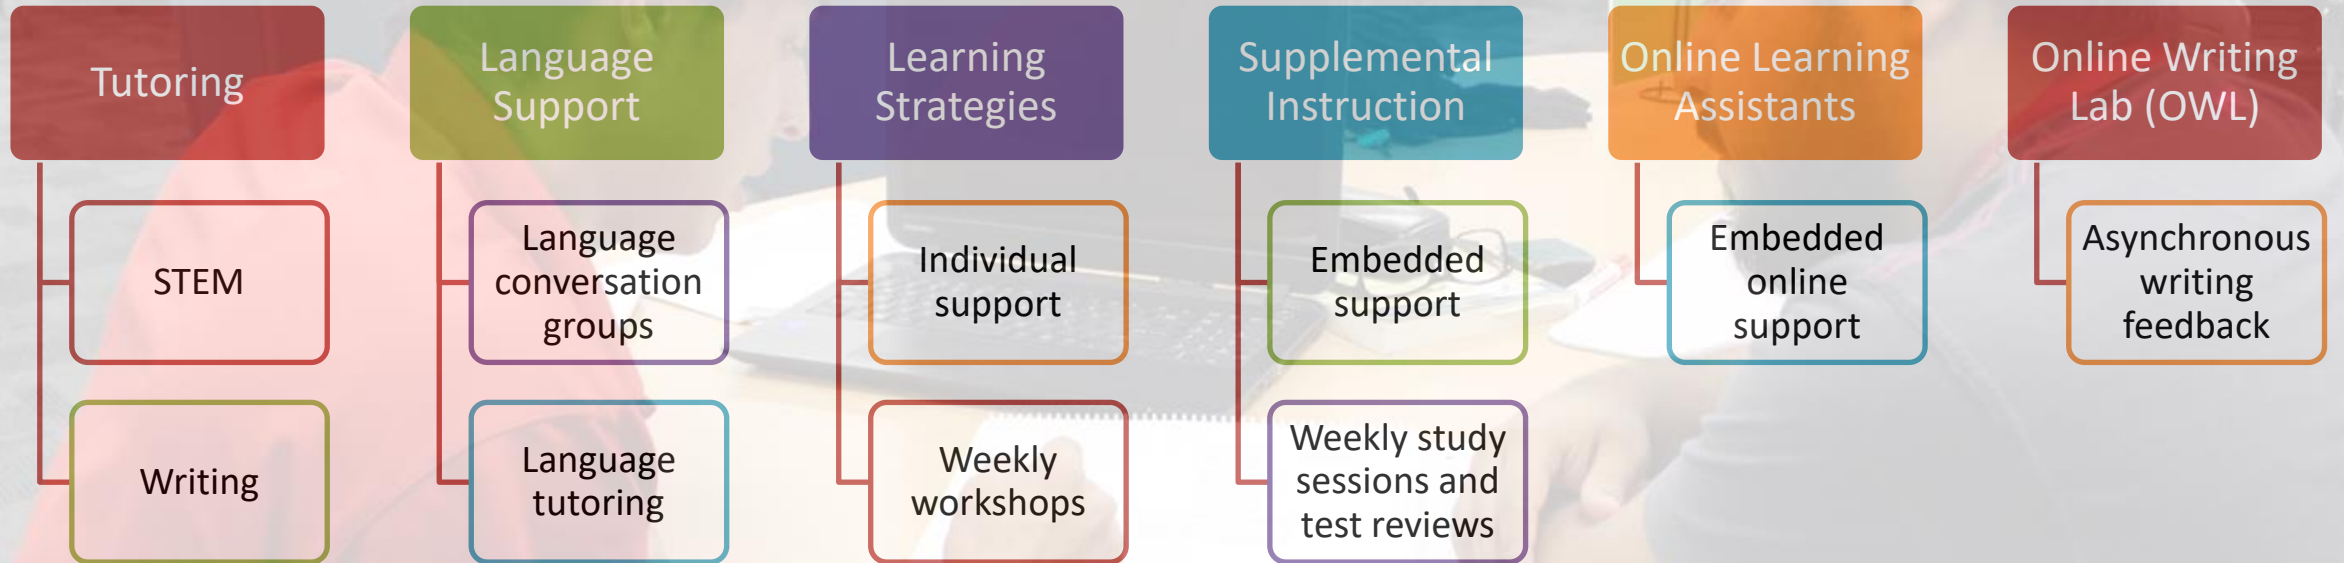 Tutoring
STEM
Writing
Language
Support
Language
conversation
groups
Language
tutoring
Learning
Strategies
Individual
support
Weekly
workshops
Supplemental
Instruction
Embedded
support
Weekly study
sessions and
test reviews
Online Learning
Assistants
Embedded
online
support
Online Writing
Lab (OWL)
Asynchronous
writing
feedback